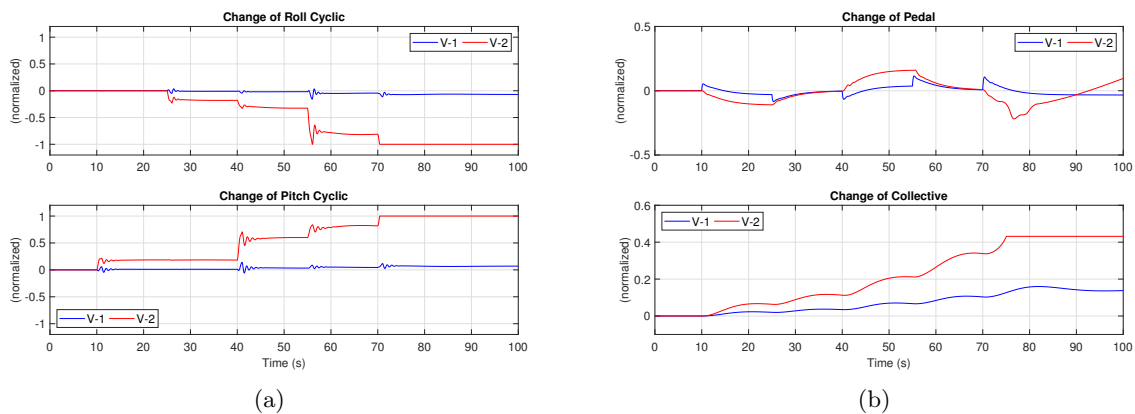 Change of Roll Cyclic
(normalized)
1
0.5
0
-0.5
-1
V-1 V-2
0 10 20 30 40 50 60 70 80 90 100
Change of Pitch Cyclic
(normalized)
1
0.5
0
-0.5
-1
V-1 V-2
0 10 20 30 40 50 60 70 80 90 100
Time (s)
(a)
Change of Pedal
(normalized)
0.5
0
-0.5
V-1 V-2
0 10 20 30 40 50 60 70 80 90 100
Change of Collective
(normalized)
0.6
0.4
0.2
0
V-1 V-2
0 10 20 30 40 50 60 70 80 90 100
Time (s)
(b)